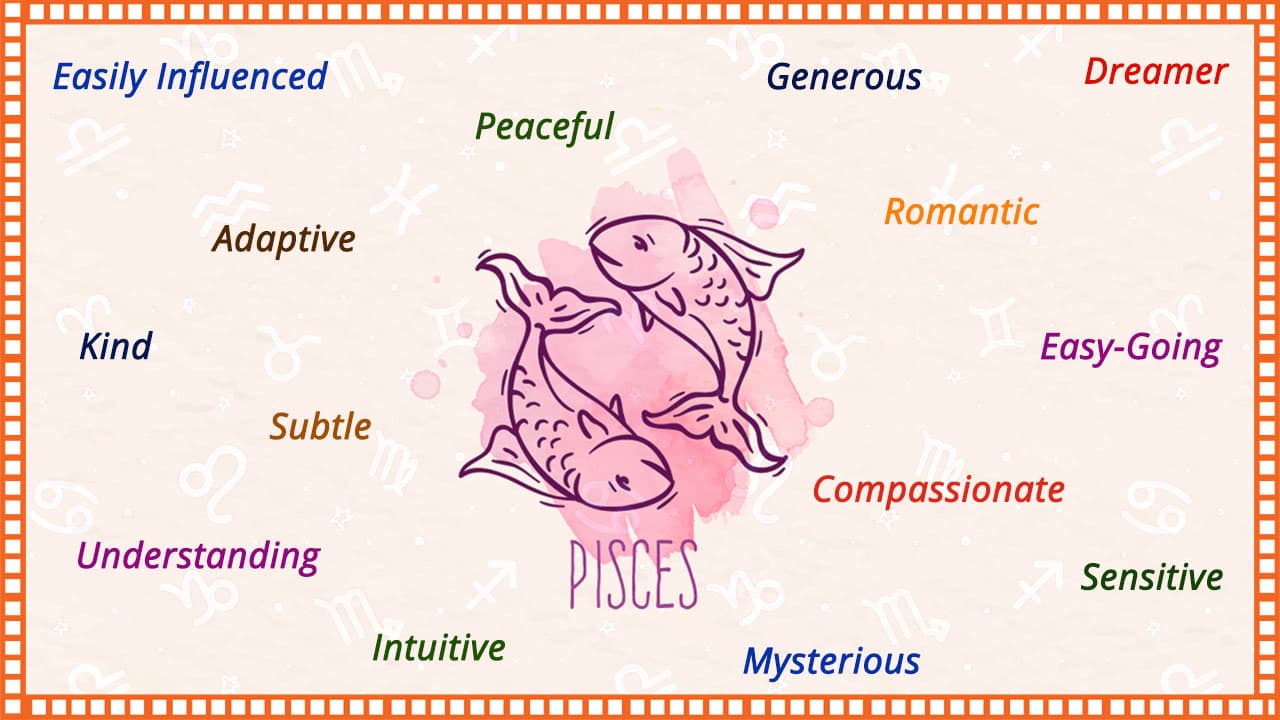 Easily Influenced
Generous
Dreamer
Peaceful
Romantic
Adaptive
Kind
Easy-Going
Subtle
Compassionate
Understanding
PISCES
Sensitive
Intuitive
Mysterious